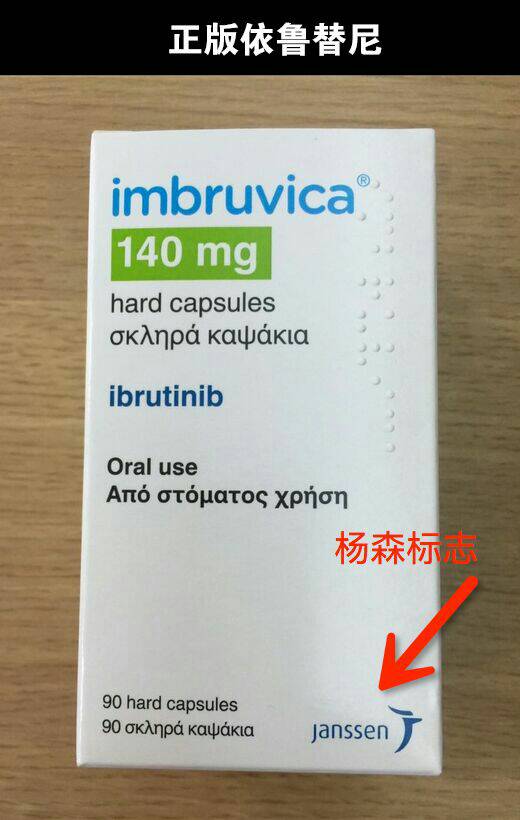 正版依鲁替尼
imbruvica®
140 mg
hard capsules
σκληρά καψάκια
ibrutinib
Oral use
Από στόματος χρήση
杨森标志
90 hard capsules
90 σκληρά καψάκια
janssen